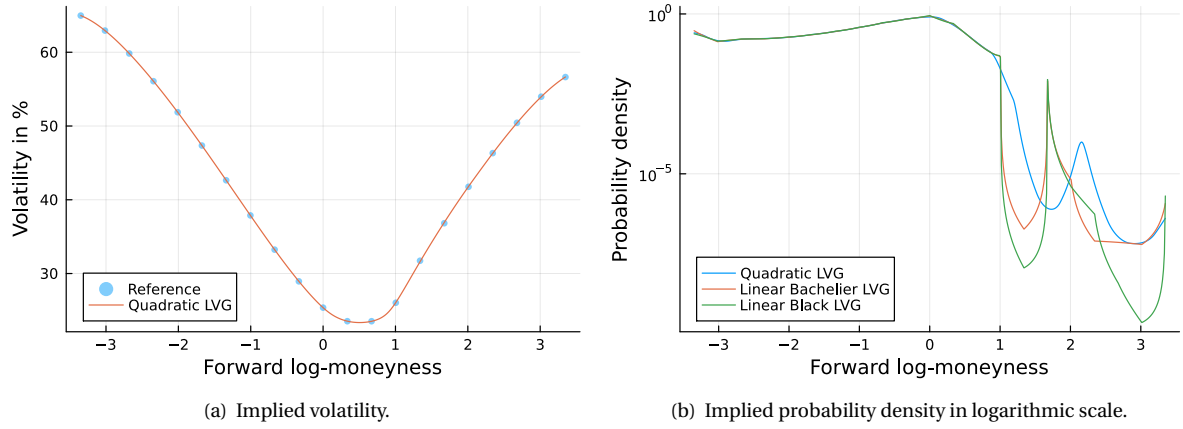 Volatility in %
60
50
40
30
Reference
Quadratic LVG
−3
−2
−1
0
1
2
3
Forward log-moneyness
(a) Implied volatility.
Probability density
10⁰
10⁻⁵
Quadratic LVG
Linear Bachelier LVG
Linear Black LVG
−3
−2
−1
0
1
2
3
Forward log-moneyness
(b) Implied probability density in logarithmic scale.